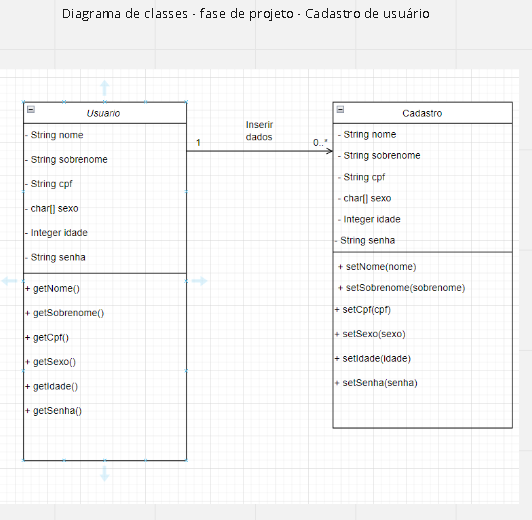 Diagrama de classes - fase de projeto - Cadastro de usuário
Usuario
- String nome
- String sobrenome
- String cpf
- char[] sexo
- Integer idade
- String senha
+ getNome()
+ getSobrenome()
+ getCpf()
+ getSexo()
+ getIdade()
+ getSenha()
Inserir
dados
1
0..*
Cadastro
- String nome
- String sobrenome
- String cpf
- char[] sexo
- Integer idade
- String senha
+ setNome(nome)
+ setSobrenome(sobrenome)
+ setCpf(cpf)
+ setSexo(sexo)
+ setIdade(idade)
+ setSenha(senha)